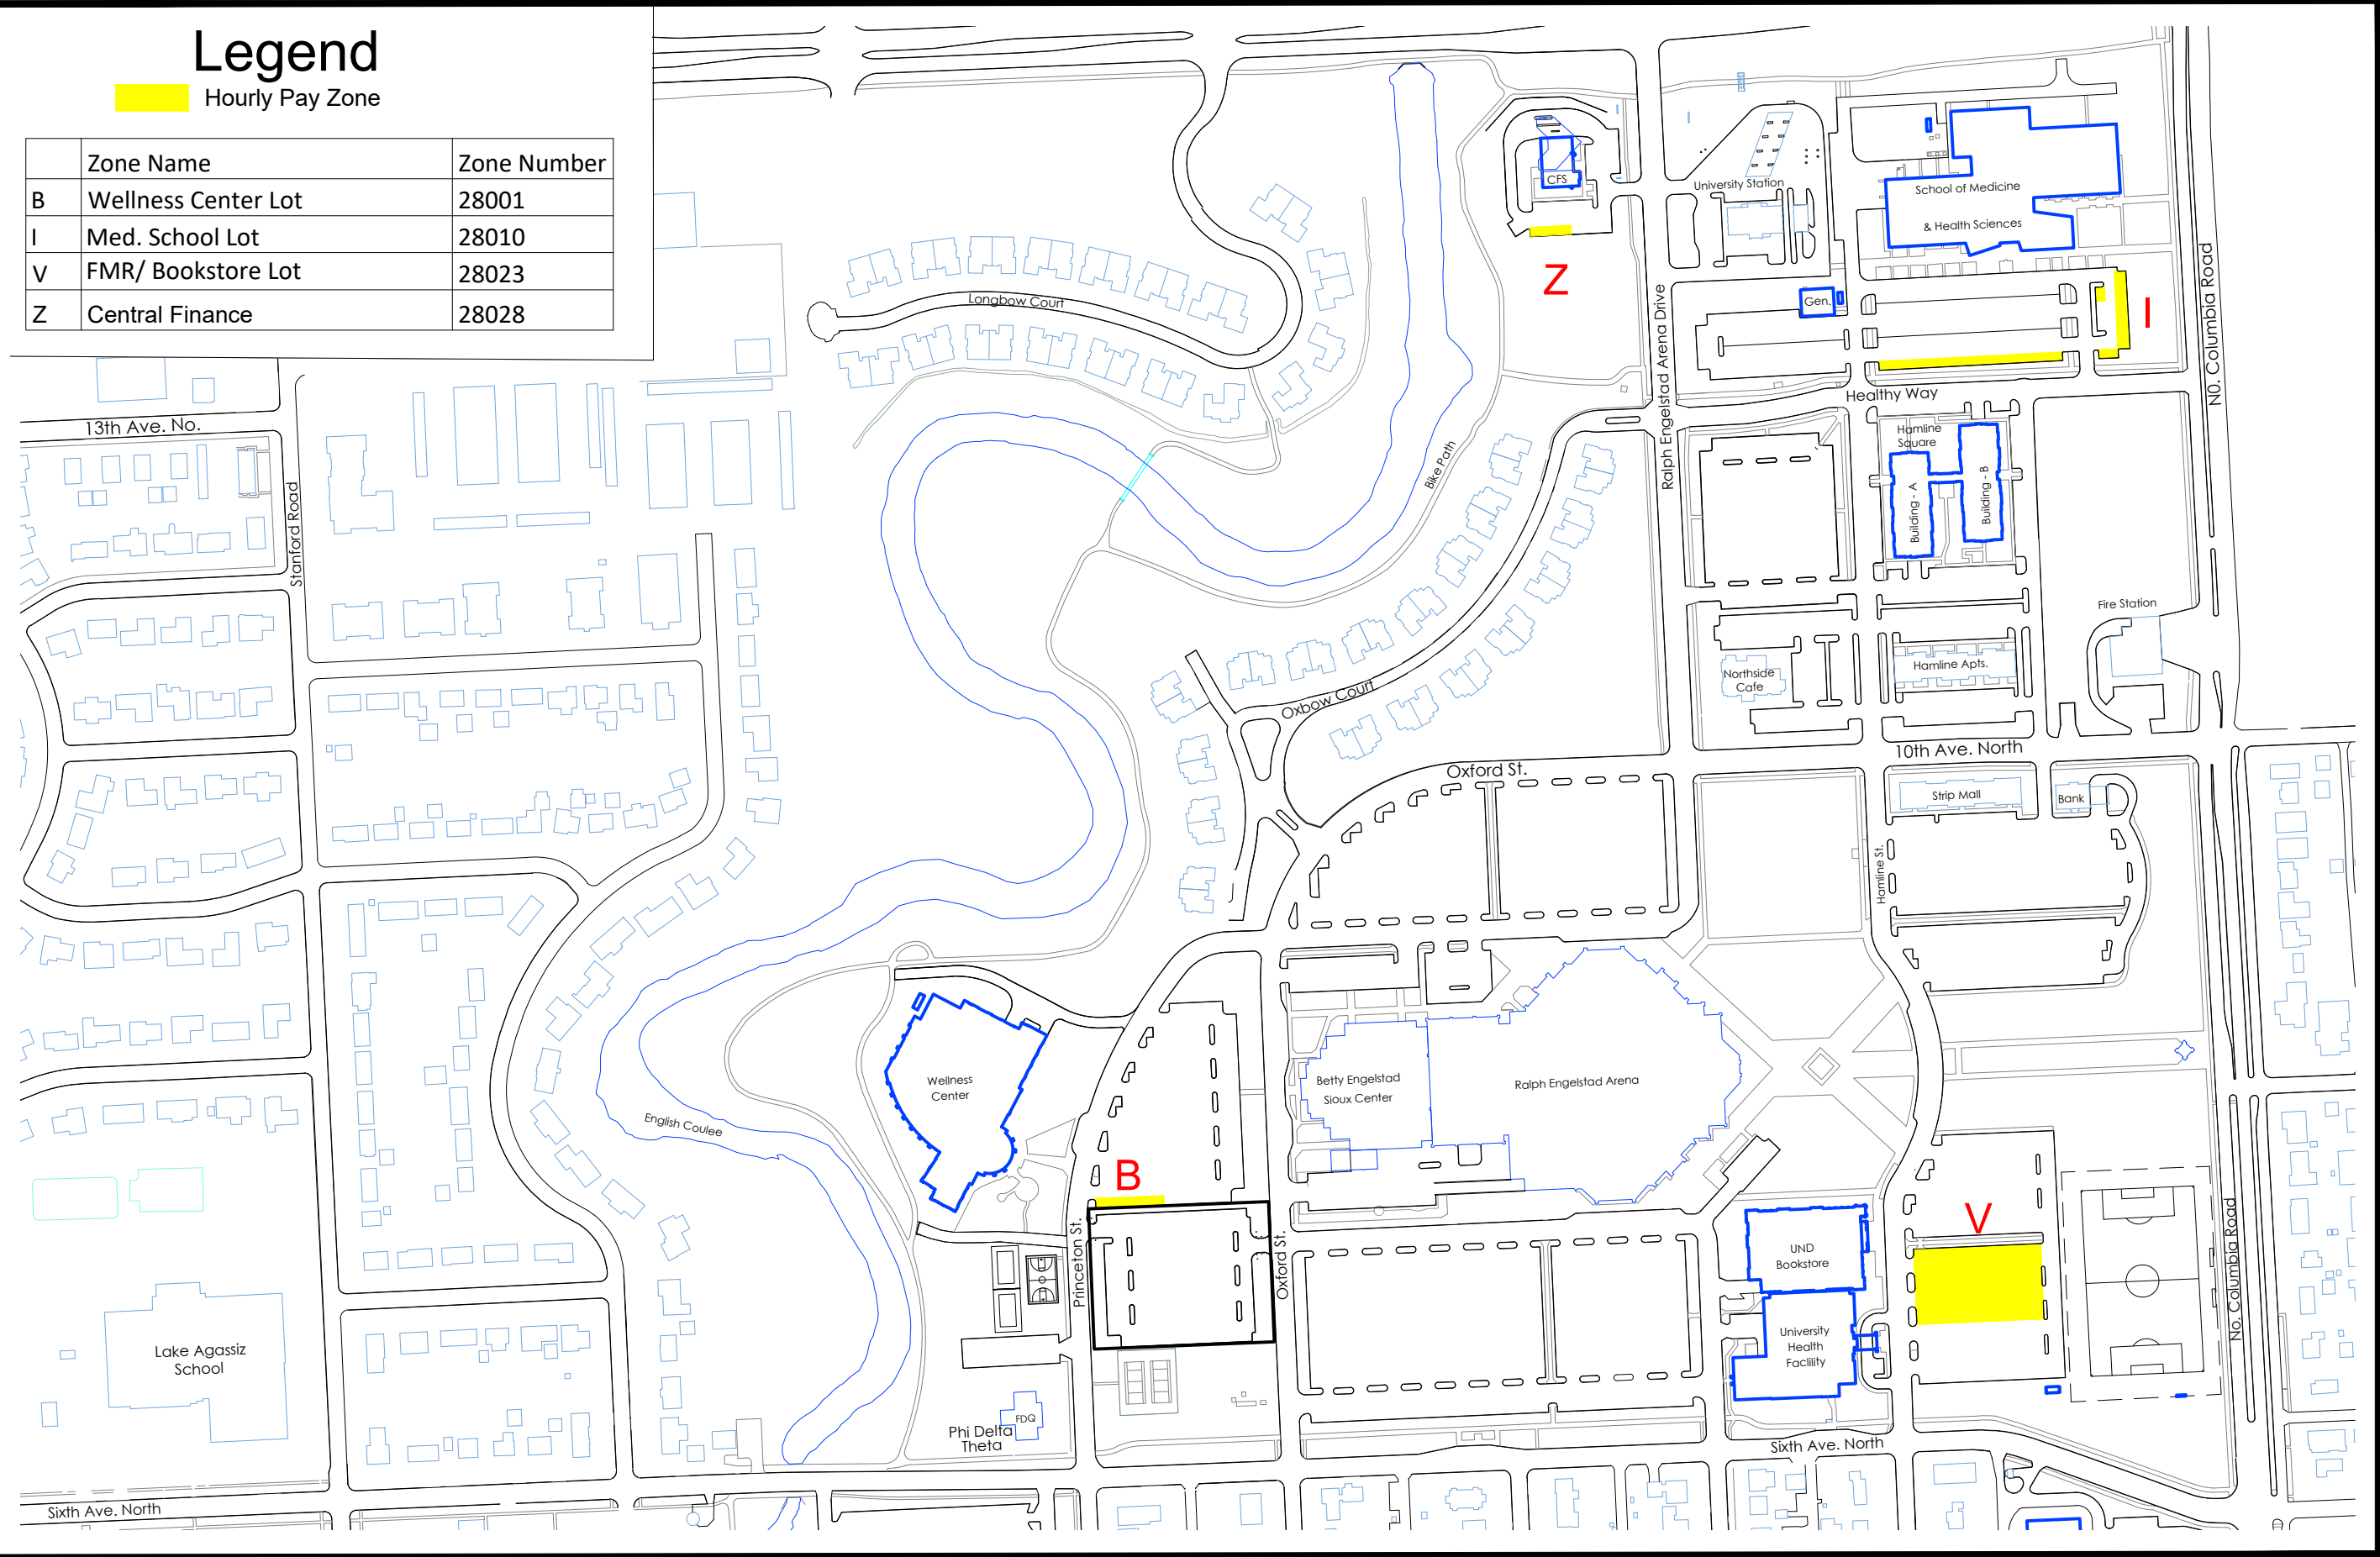 Legend
Hourly Pay Zone
Zone Name Zone Number
B Wellness Center Lot 28001
I Med. School Lot 28010
V FMR/ Bookstore Lot 28023
Z Central Finance 28028
CFS
University Station
School of Medicine
& Health Sciences
Z
Gen.
I
Longbow Court
Ralph Engelstad Arena Drive
N0. Columbia Road
Healthy Way
13th Ave. No.
Stanford Road
Bike Path
Hamline
Square
Building - A
Building - B
Fire Station
Northside
Cafe
Hamline Apts.
Oxbow Court
10th Ave. North
Oxford St.
Strip Mall
Bank
Hamline St.
Wellness
Center
Betty Engelstad
Sioux Center
Ralph Engelstad Arena
English Coulee
B
V
Princeton St.
Oxford St.
UND
Bookstore
No. Columbia Road
University
Health
Faclility
Lake Agassiz
School
FDQ
Phi Delta
Theta
Sixth Ave. North
Sixth Ave. North